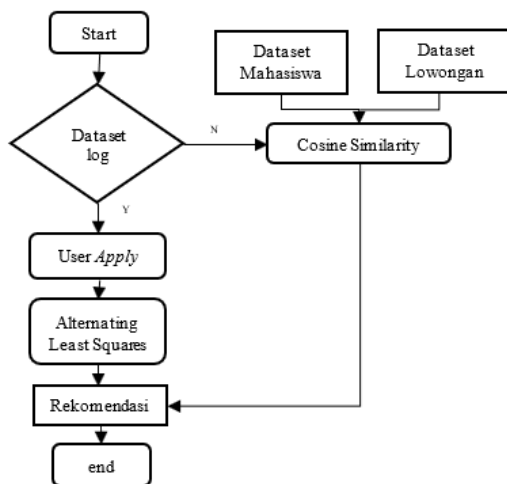 Start
Dataset
Mahasiswa
Dataset
Lowongan
Dataset
log
N
Cosine Similarity
Y
User Apply
Alternating
Least Squares
Rekomendasi
end